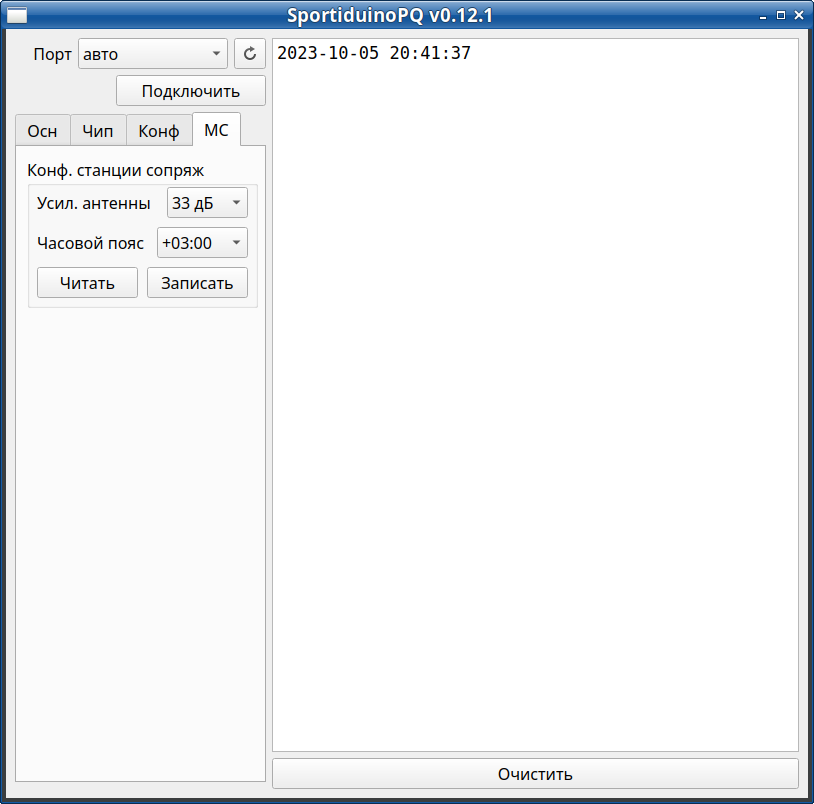 SportiduinoPQ v0.12.1
Порт авто
Подключить
Осн Чип Конф МС
Конф. станции сопряж
Усил. антенны 33 дБ
Часовой пояс +03:00
Читать Записать
2023-10-05 20:41:37
Очистить